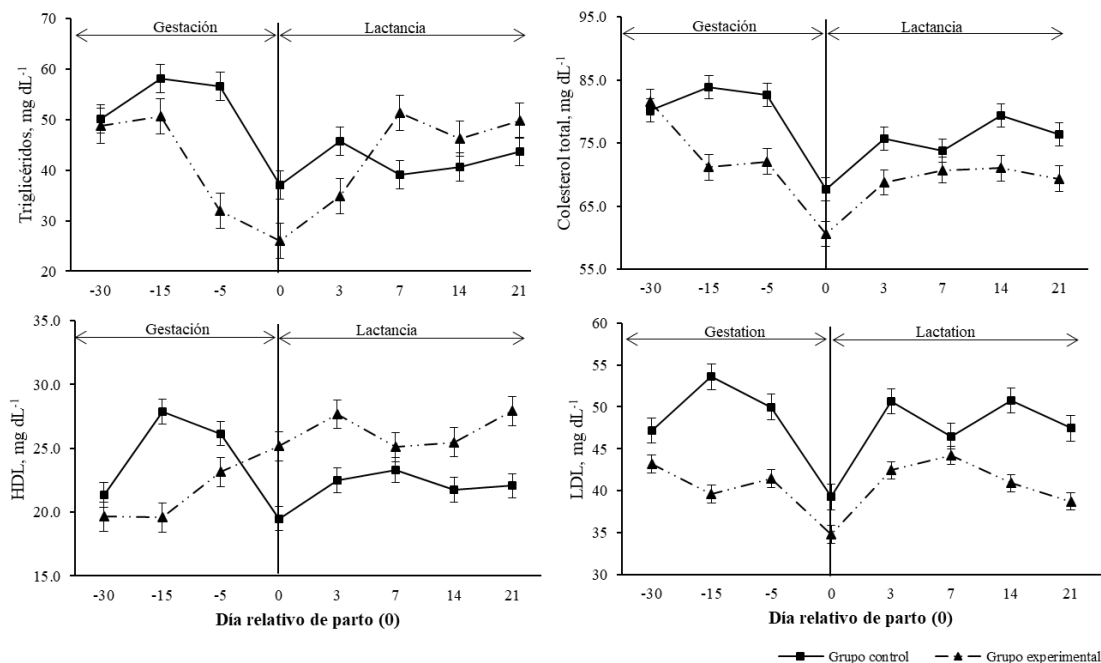 Gestación
Lactancia
Triglicéridos, mg dL-1
70
60
50
40
30
20
-30 -15 -5 0 3 7 14 21
Gestación
Lactancia
Colesterol total, mg dL-1
95.0
85.0
75.0
65.0
55.0
-30 -15 -5 0 3 7 14 21
Gestación
Lactancia
HDL, mg dL-1
35.0
30.0
25.0
20.0
15.0
-30 -15 -5 0 3 7 14 21
Día relativo de parto (0)
Gestation
Lactation
LDL, mg dL-1
60
55
50
45
40
35
30
-30 -15 -5 0 3 7 14 21
Día relativo de parto (0)
Grupo control
Grupo experimental